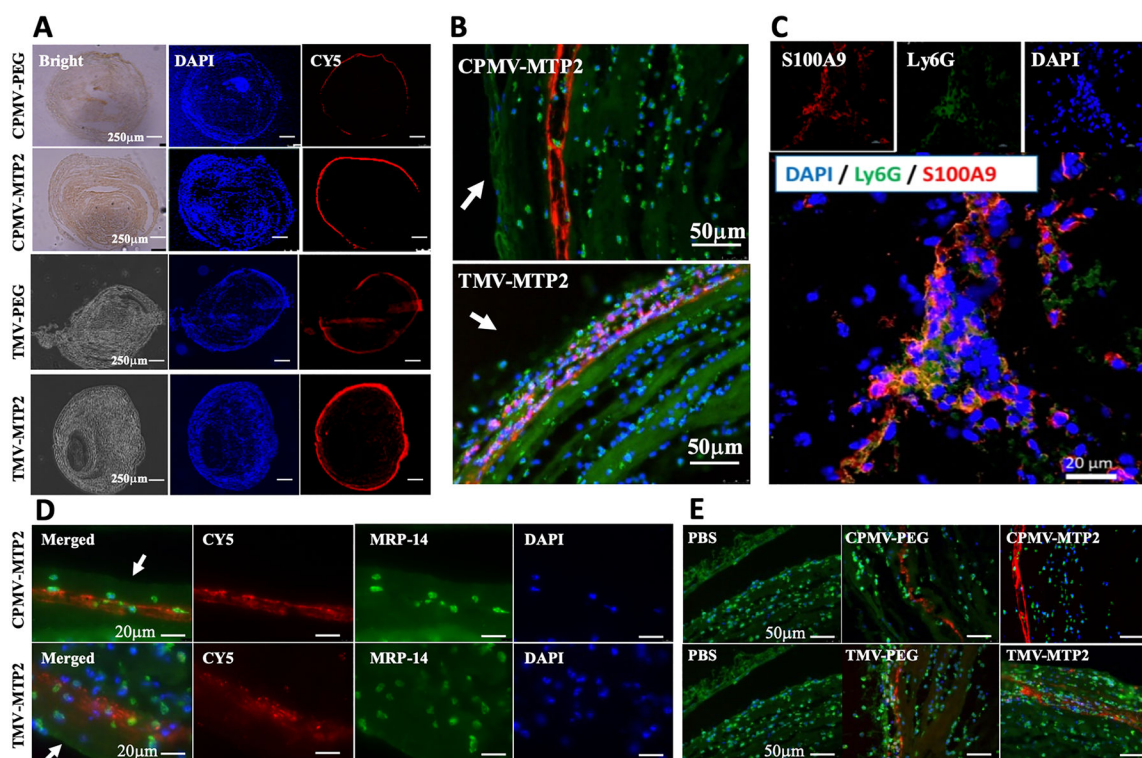 A
Bright
DAPI
CY5
CPMV-PEG
250µm
CPMV-MTP2
250µm
TMV-PEG
250µm
TMV-MTP2
250µm
B
CPMV-MTP2
50µm
TMV-MTP2
50µm
C
S100A9
Ly6G
DAPI
DAPI / Ly6G / S100A9
20 µm
D
CPMV-MTP2
Merged
CY5
MRP-14
DAPI
20µm
TMV-MTP2
Merged
CY5
MRP-14
DAPI
20µm
E
PBS
CPMV-PEG
CPMV-MTP2
50µm
PBS
TMV-PEG
TMV-MTP2
50µm